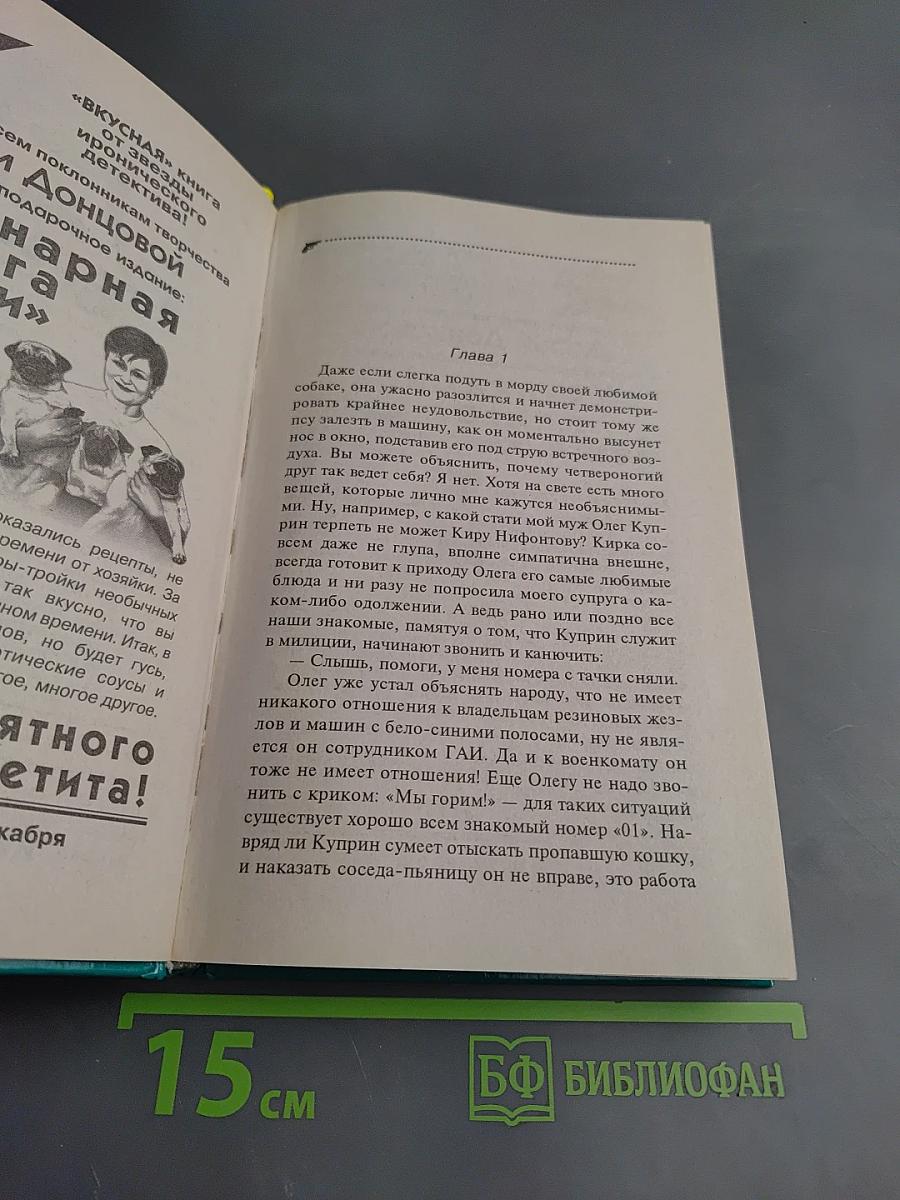 «ВКУСНАЯ» книга
от звезды
иронического
детектива!
поклонникам творчества
ДОНЦОВОЙ
подарочное издание:
рецепты, не
времени от хозяйки. За
необычных
так вкусно, что вы
времени. Итак, в
но будет гусь,
соусы и
многое другое.
кабря
Глава 1
Даже если слегка подуть в морду своей любимой
собаке, она ужасно разозлится и начнет демонстри-
ровать крайнее неудовольствие, но стоит тому же
псу залезть в машину, как он моментально высунет
нос в окно, подставив его под струю встречного воз-
духа. Вы можете объяснить, почему четвероногий
друг так ведет себя? Я нет. Хотя на свете есть много
вещей, которые лично мне кажутся необъяснимы-
ми. Ну, например, с какой стати мой муж Олег Куп-
рин терпеть не может Киру Нифонтову? Кирка со-
всем даже не глупа, вполне симпатична внешне,
всегда готовит к приходу Олега его самые любимые
блюда и ни разу не попросила моего супруга о ка-
ком-либо одолжении. А ведь рано или поздно все
наши знакомые, памятуя о том, что Куприн служит
в милиции, начинают звонить и канючить:
— Слышь, помоги, у меня номера с тачки сняли.
Олег уже устал объяснять народу, что не имеет
никакого отношения к владельцам резиновых жез-
лов и машин с бело-синими полосами, ну не явля-
ется он сотрудником ГАИ. Да и к военкомату он
тоже не имеет отношения! Еще Олегу не надо зво-
нить с криком: «Мы горим!» — для таких ситуаций
существует хорошо всем знакомый номер «01». На-
вряд ли Куприн сумеет отыскать пропавшую кошку,
и наказать соседа-пьяницу он не вправе, это работа
15 см
БФ БИБЛИОФАН